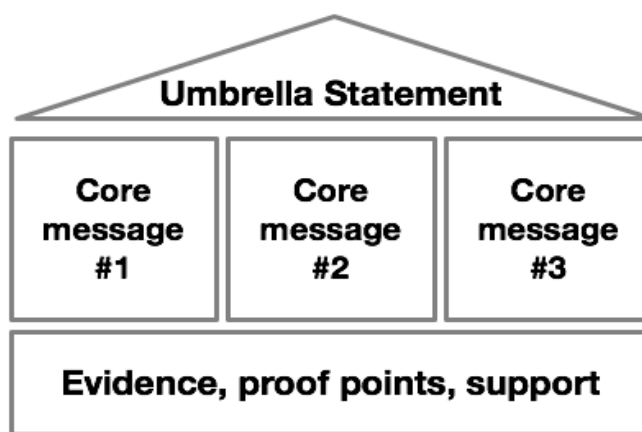 Umbrella Statement
Core
message
#1
Core
message
#2
Core
message
#3
Evidence, proof points, support